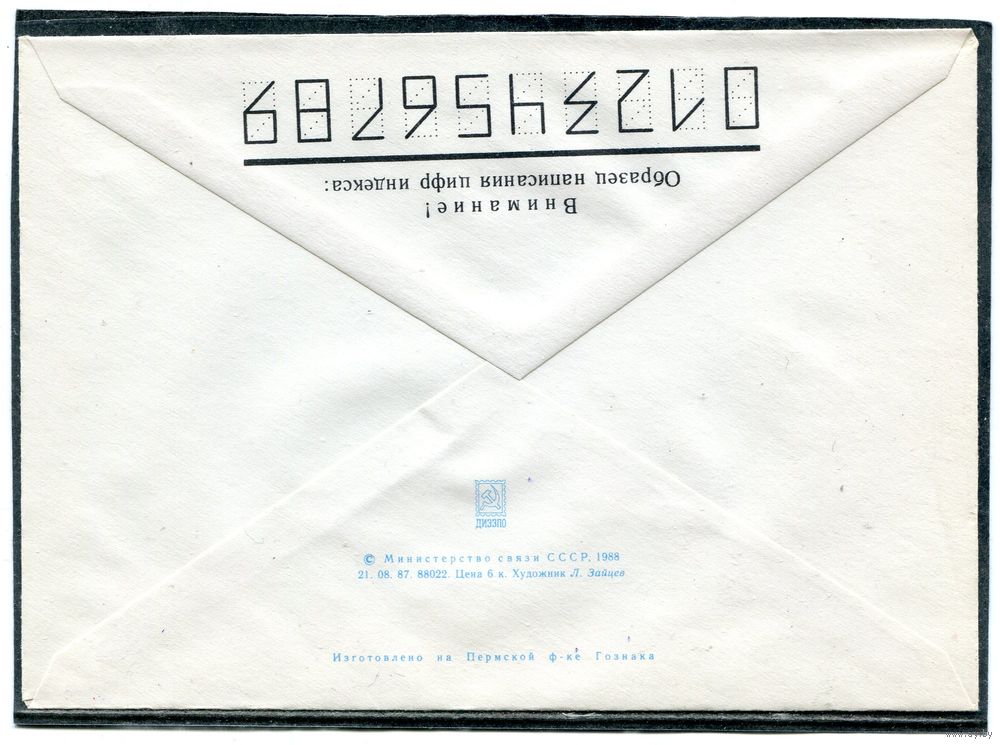 Внимание!
Образец написания цифр индекса:
0123456789
ДИЭЗПО
© Министерство связи СССР, 1988
21. 08. 87. 88022. Цена 6 к. Художник Л. Зайцев
Изготовлено на Пермской ф-ке Гознака